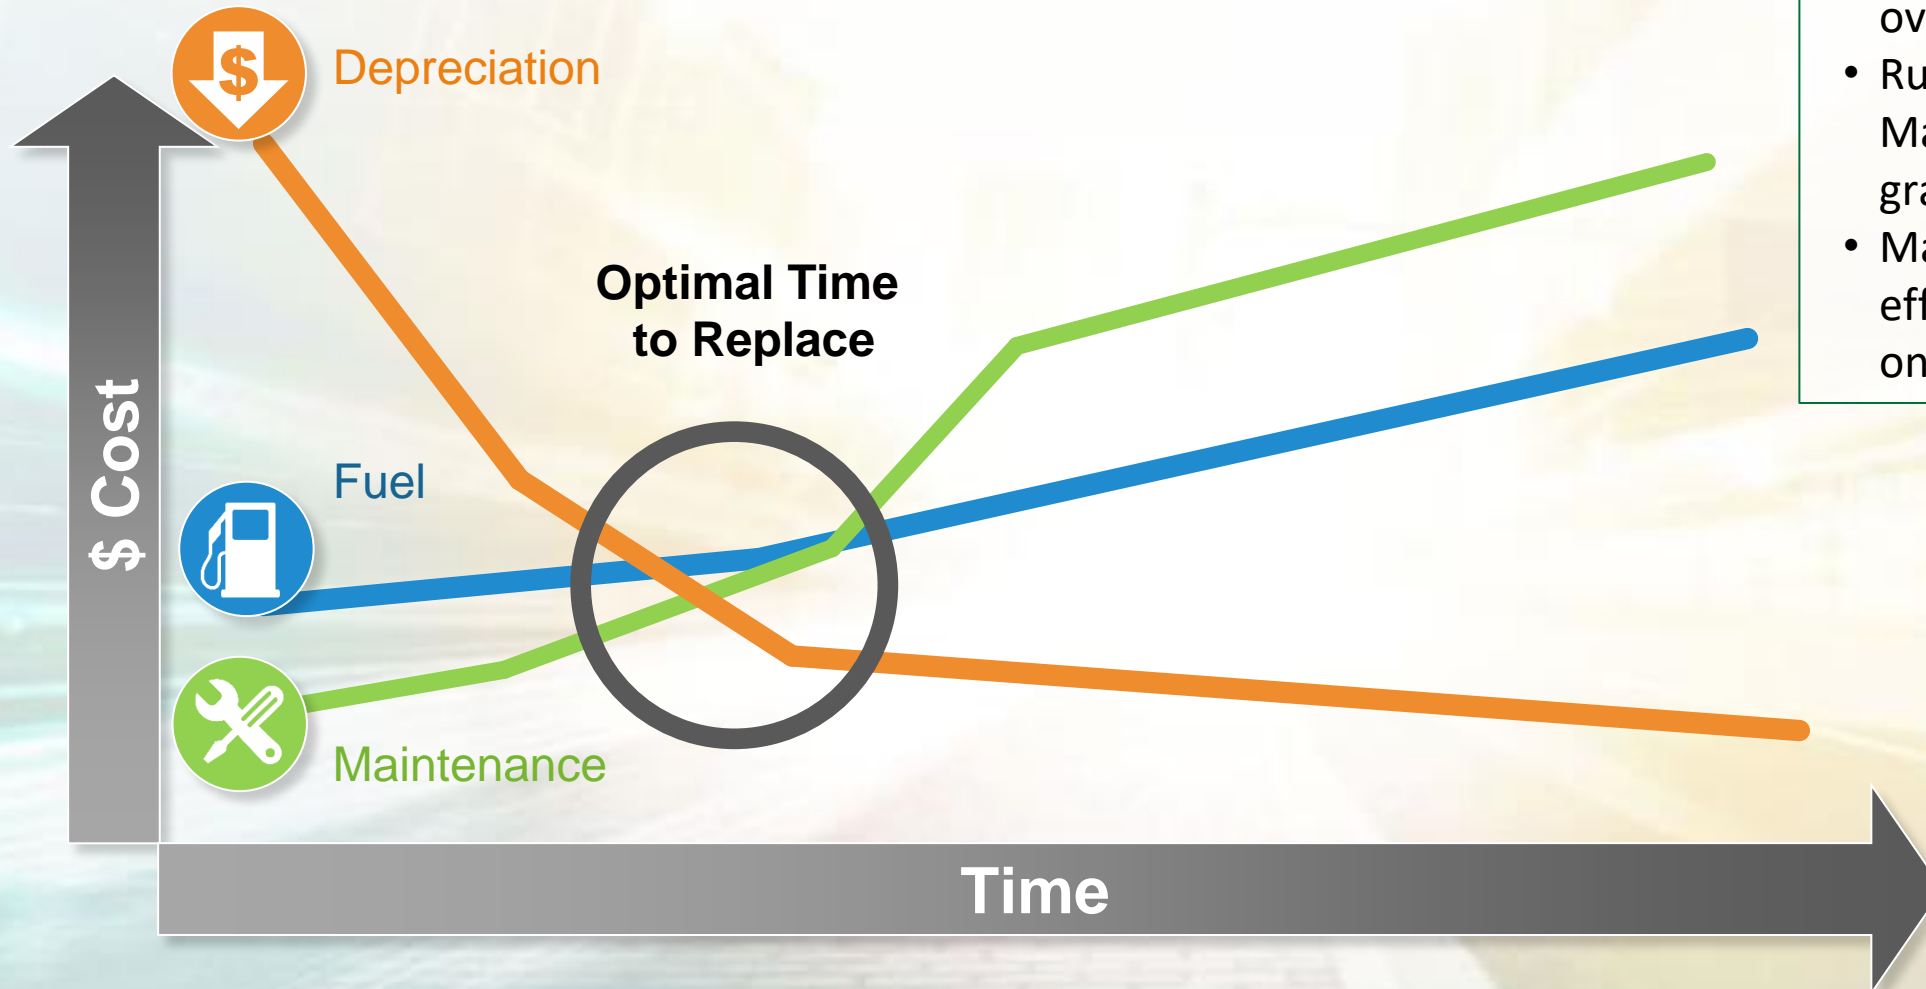 Depreciation
Optimal Time
to Replace
$ Cost
Fuel
Maintenance
Time
$
• 
•